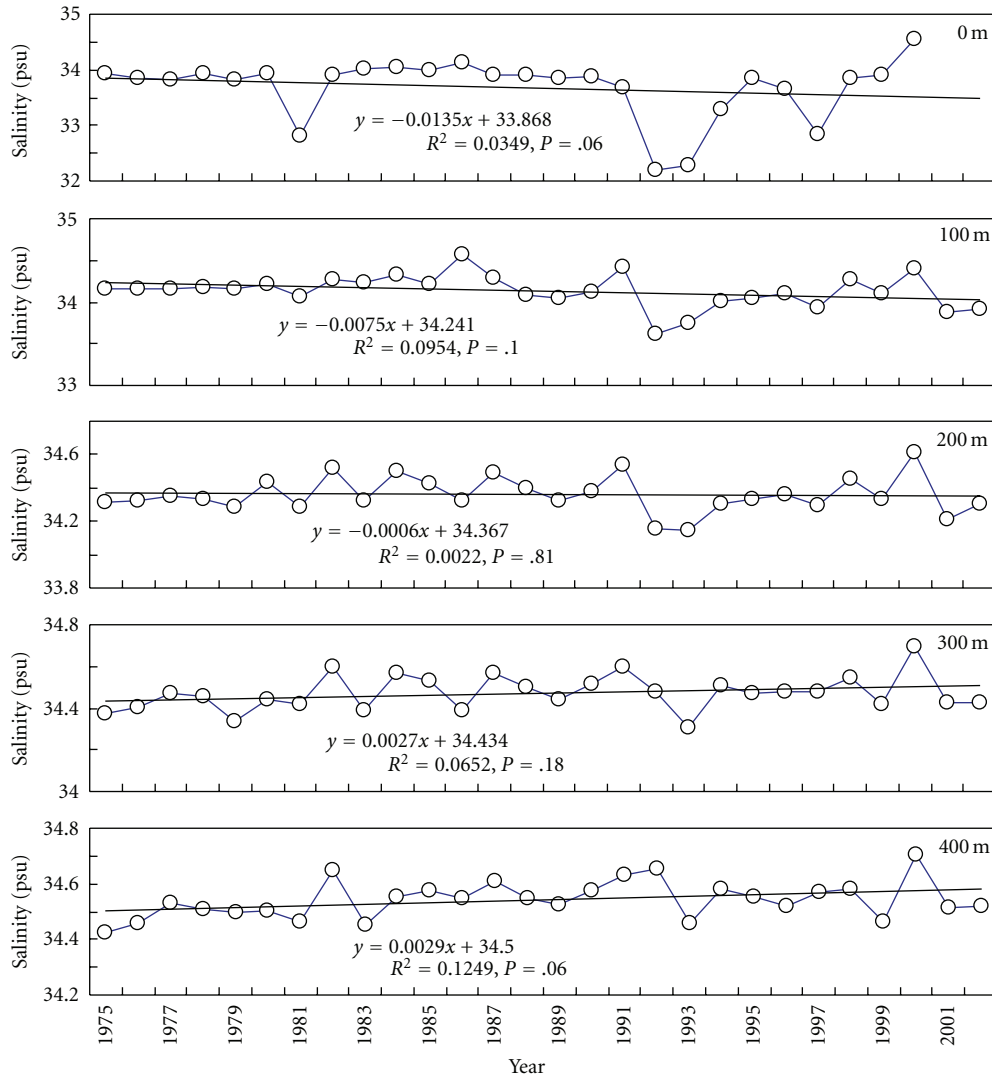 35
34
33
32
Salinity (psu)
0 m
y = −0.0135x + 33.868
R² = 0.0349, P = .06
35
34
33
Salinity (psu)
100 m
y = −0.0075x + 34.241
R² = 0.0954, P = .1
34.6
34.2
33.8
Salinity (psu)
200 m
y = −0.0006x + 34.367
R² = 0.0022, P = .81
34.8
34.4
34
Salinity (psu)
300 m
y = 0.0027x + 34.434
R² = 0.0652, P = .18
34.8
34.6
34.4
34.2
Salinity (psu)
400 m
y = 0.0029x + 34.5
R² = 0.1249, P = .06
1975
1977
1979
1981
1983
1985
1987
1989
1991
1993
1995
1997
1999
2001
Year